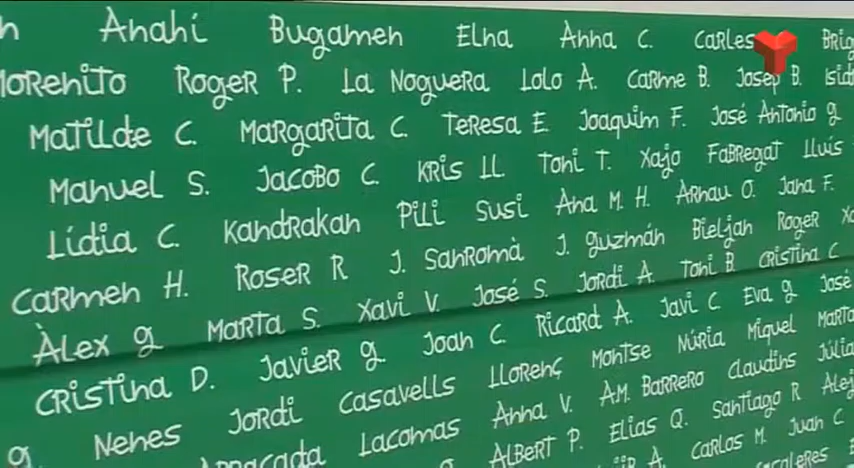 Anahí Bugamen Elna Anna C. Carles
Morenito Roger P. La Noguera Lolo A. Carme B. Josep B.
Matilde C. Margarita C. Teresa E. Joaquim F. José Antonio G
Manuel S. Jacobo C. Kris Ll. Toni T. Xajo Fabregat Lluís
Lídia C. Kandrakan Pili Susi Ana M. H. Arnau O. Jana F.
Carmen H. Roser R J. Sanromà J. Guzmán Bieljan Roger
Àlex G Marta S. Xavi V. José S. Jordi A. Toni B. Cristina C
Cristina D. Javier G. Joan C. Ricard A. Javi C Eva G José
G. Nenes Jordi Casavells Llorenç Montse Núria Miquel Marta
Lacomas Anna V. A.M. Barrero Claudins Júlia
Albert P. Elias Q. Santiago R
Carlos M. Juan C